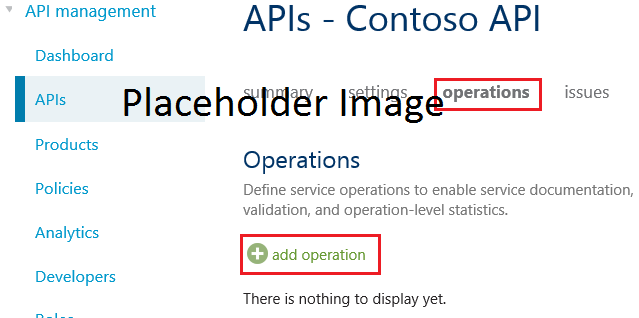 API management
APIs - Contoso API
Dashboard
APIs
Products
Policies
Analytics
Developers
Placeholder Image
summary settings operations issues
Operations
Define service operations to enable service documentation,
validation, and operation-level statistics.
add operation
There is nothing to display yet.